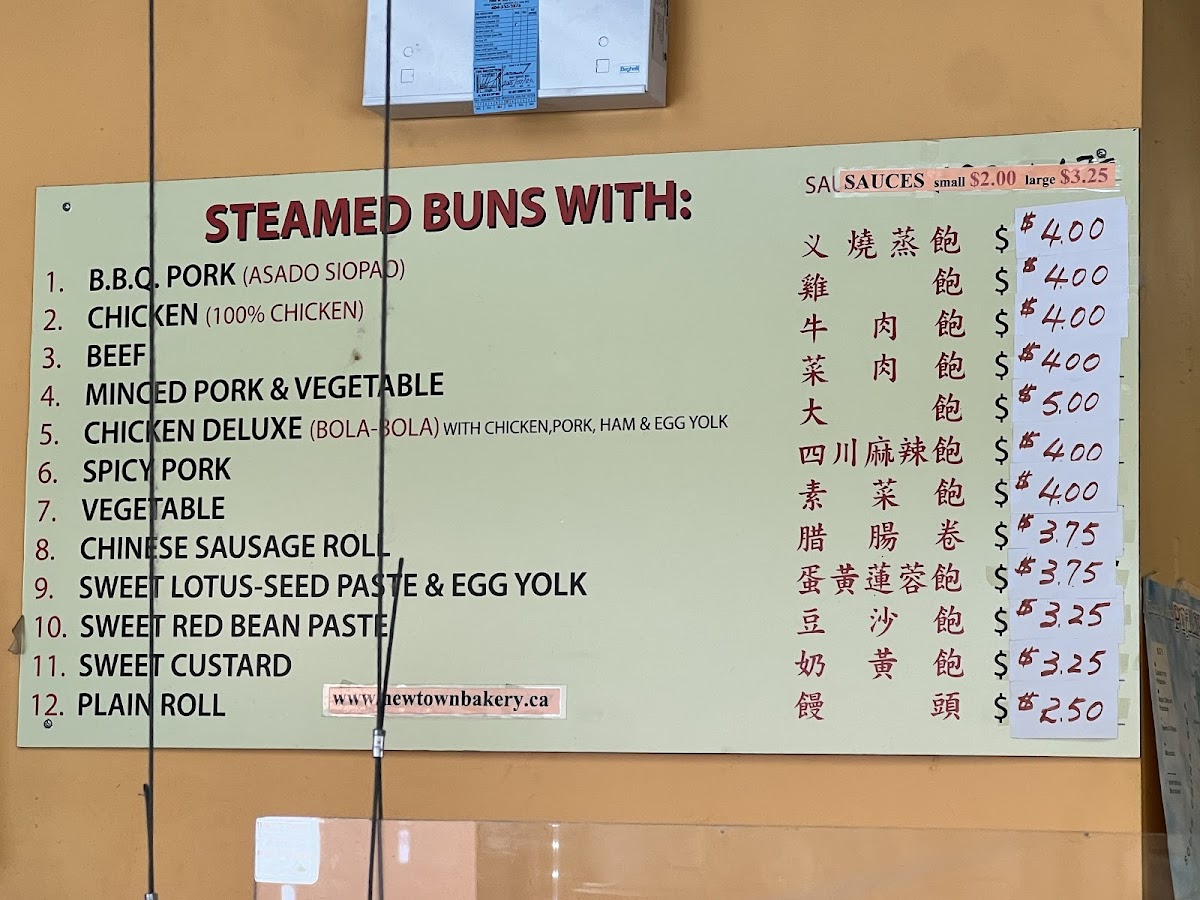 Beghelli
SAUCES small $2.00 large $3.25
STEAMED BUNS WITH:
1. B.B.Q. PORK (ASADO SIOPAO) 义燒蒸飽 $ $4.00
2. CHICKEN (100% CHICKEN) 雞飽 $ $4.00
3. BEEF 牛肉飽 $ $4.00
4. MINCED PORK & VEGETABLE 菜肉飽 $ $4.00
5. CHICKEN DELUXE (BOLA-BOLA) WITH CHICKEN,PORK, HAM & EGG YOLK 大飽 $ $5.00
6. SPICY PORK 四川麻辣飽 $ $4.00
7. VEGETABLE 素菜飽 $ $4.00
8. CHINESE SAUSAGE ROLL 腊腸卷 $ $3.75
9. SWEET LOTUS-SEED PASTE & EGG YOLK 蛋黃蓮蓉飽 $ $3.75
10. SWEET RED BEAN PASTE 豆沙飽 $ $3.25
11. SWEET CUSTARD 奶黃飽 $ $3.25
12. PLAIN ROLL 饅頭 $ $2.50
www.newtownbakery.ca